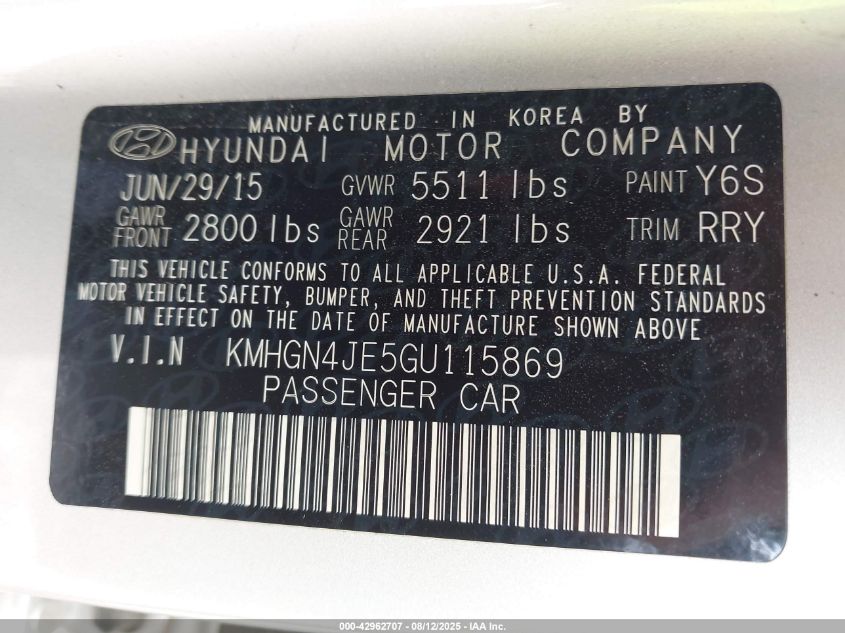 MANUFACTURED IN KOREA BY
HYUNDAI MOTOR COMPANY
JUN/29/15 GVWR 5511 lbs PAINT Y6S
GAWR FRONT 2800 lbs GAWR REAR 2921 lbs TRIM RRY
THIS VEHICLE CONFORMS TO ALL APPLICABLE U.S.A. FEDERAL
MOTOR VEHICLE SAFETY, BUMPER, AND THEFT PREVENTION STANDARDS
IN EFFECT ON THE DATE OF MANUFACTURE SHOWN ABOVE
V.I.N KMHGN4JE5GU115869
PASSENGER CAR
000-42962707 - 08/12/2025 - IAA Inc.